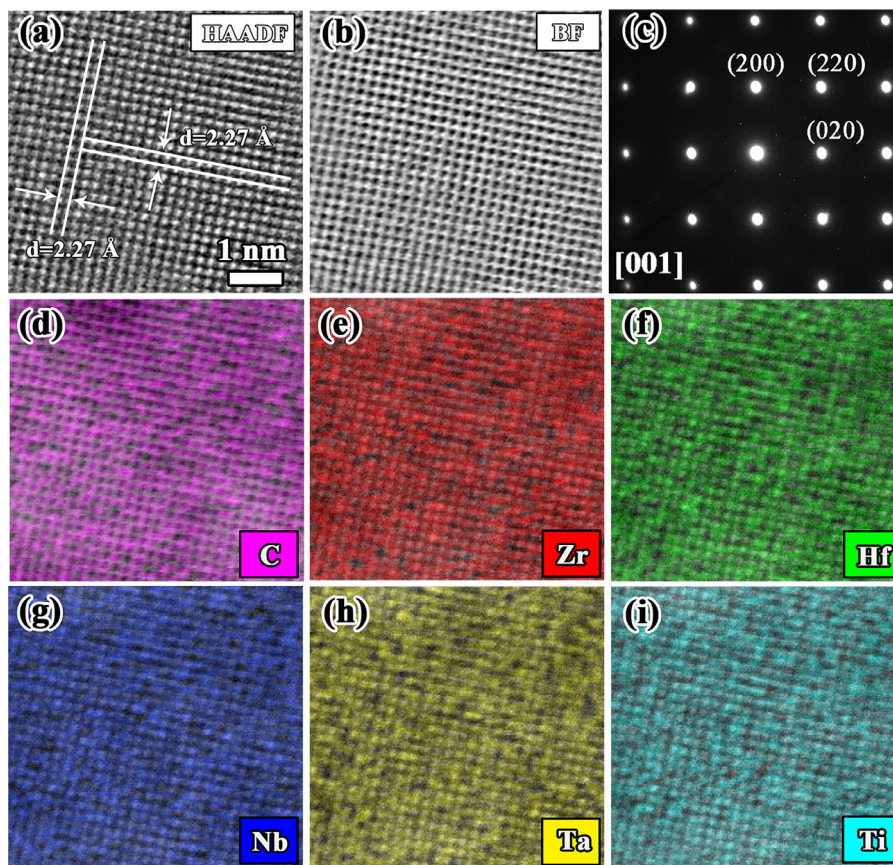 (a)
HAADF
d=2.27 Å
d=2.27 Å
1 nm
(b)
BF
(c)
(200)
(220)
(020)
[001]
(d)
C
(e)
Zr
(f)
Hf
(g)
Nb
(h)
Ta
(i)
Ti